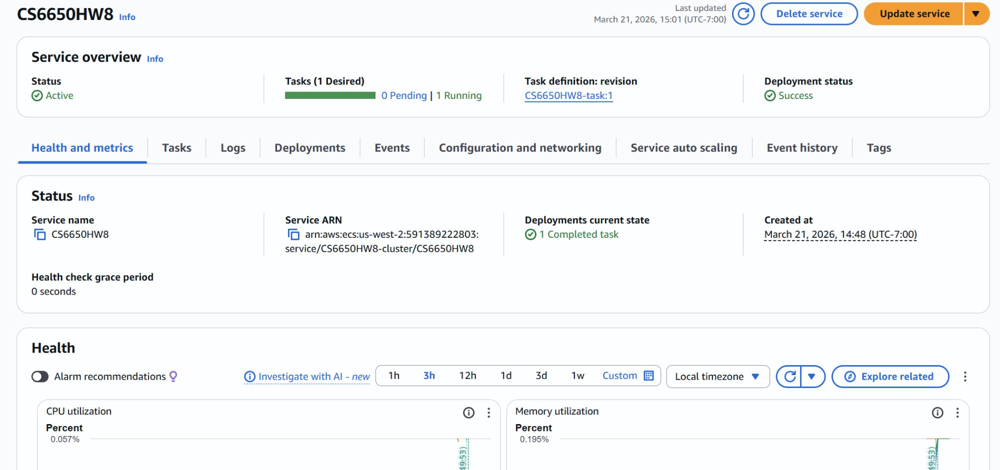 CS6650HW8 Info
Last updated
March 21, 2026, 15:01 (UTC-7:00)
Delete service
Update service
Service overview Info
Status
Active
Tasks (1 Desired)
0 Pending | 1 Running
Task definition: revision
CS6650HW8-task:1
Deployment status
Success
Health and metrics
Tasks
Logs
Deployments
Events
Configuration and networking
Service auto scaling
Event history
Tags
Status Info
Service name
CS6650HW8
Service ARN
arn:aws:ecs:us-west-2:591389222803:
service/CS6650HW8-cluster/CS6650HW8
Deployments current state
1 Completed task
Created at
March 21, 2026, 14:48 (UTC-7:00)
Health check grace period
0 seconds
Health
Alarm recommendations
Investigate with AI - new
1h
3h
12h
1d
3d
1w
Custom
Local timezone
Explore related
CPU utilization
Percent
0.057%
49:53)
Memory utilization
Percent
0.195%
49:53)